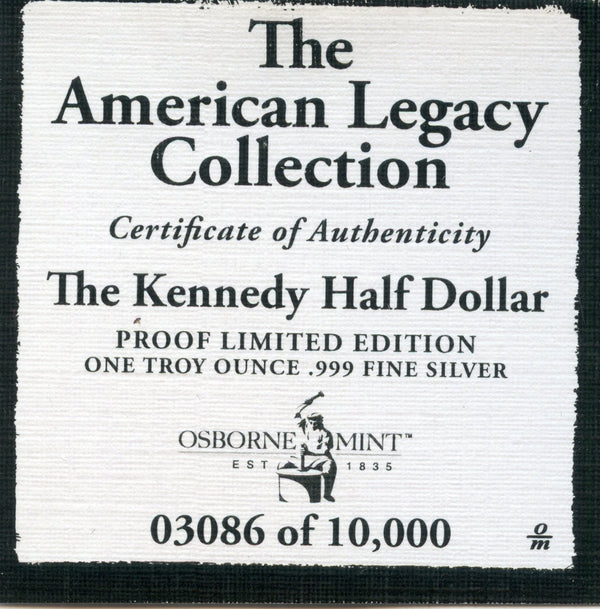 The
American Legacy
Collection
Certificate of Authenticity
The Kennedy Half Dollar
PROOF LIMITED EDITION
ONE TROY OUNCE .999 FINE SILVER
OSBORNE MINT™
EST 1835
03086 of 10,000
o
m